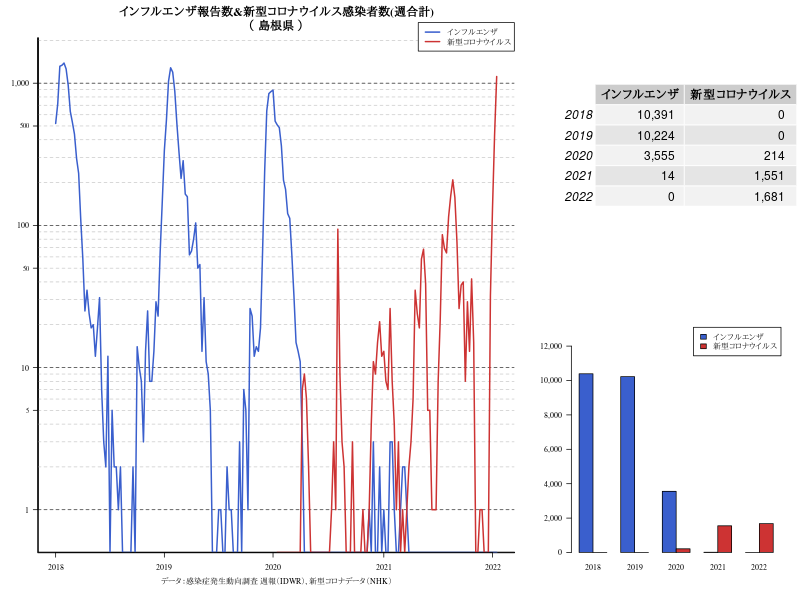 インフルエンザ報告数&新型コロナウイルス感染者数(週合計)
( 島根県 )
インフルエンザ
新型コロナウイルス
1,000
500
100
50
10
5
1
2018 2019 2020 2021 2022
データ：感染症発生動向調査 週報(IDWR)、新型コロナデータ(NHK)
インフルエンザ 新型コロナウイルス
2018 10,391 0
2019 10,224 0
2020 3,555 214
2021 14 1,551
2022 0 1,681
インフルエンザ
新型コロナウイルス
12,000
10,000
8,000
6,000
4,000
2,000
0
2018 2019 2020 2021 2022